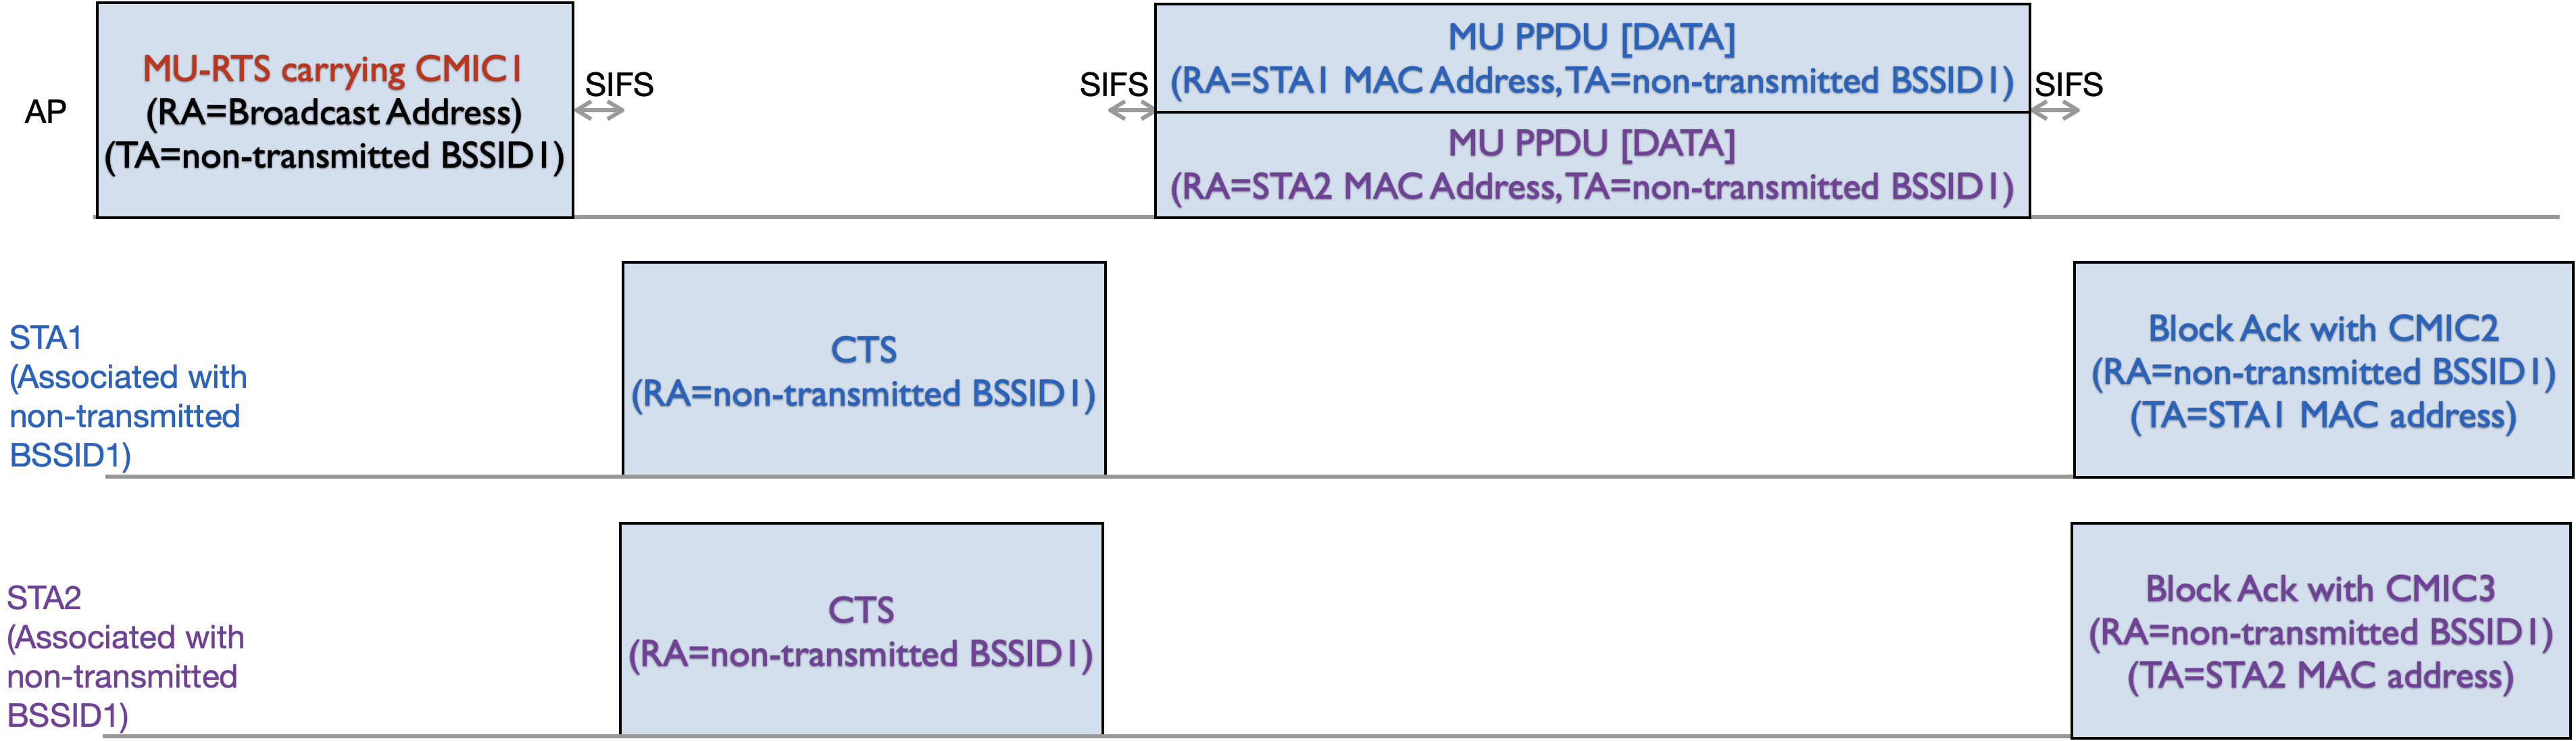 AP
MU-RTS carrying CMIC1
(RA=Broadcast Address)
(TA=non-transmitted BSSID1)
SIFS
SIFS
MU PPDU [DATA]
(RA=STA1 MAC Address, TA=non-transmitted BSSID1)
MU PPDU [DATA]
(RA=STA2 MAC Address, TA=non-transmitted BSSID1)
SIFS
STA1
(Associated with
non-transmitted
BSSID1)
CTS
(RA=non-transmitted BSSID1)
Block Ack with CMIC2
(RA=non-transmitted BSSID1)
(TA=STA1 MAC address)
STA2
(Associated with
non-transmitted
BSSID1)
CTS
(RA=non-transmitted BSSID1)
Block Ack with CMIC3
(RA=non-transmitted BSSID1)
(TA=STA2 MAC address)